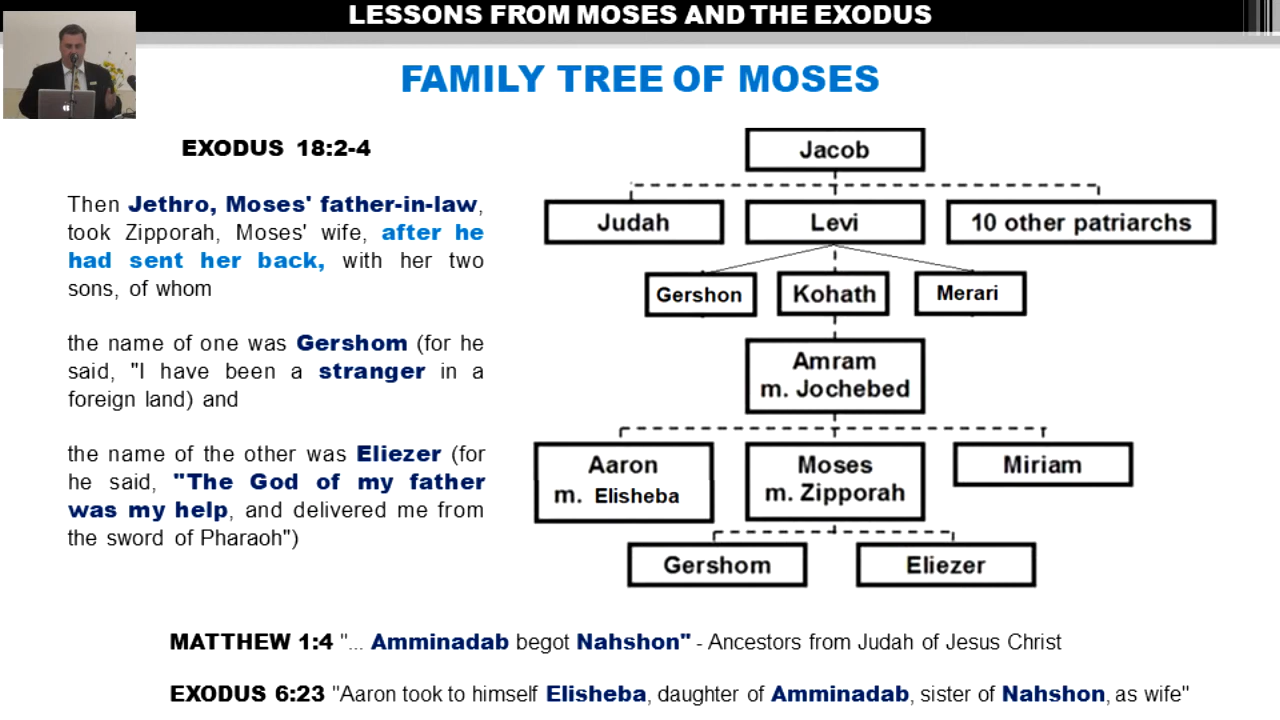 LESSONS FROM MOSES AND THE EXODUS
FAMILY TREE OF MOSES
EXODUS 18:2-4
Then Jethro, Moses' father-in-law,
took Zipporah, Moses' wife, after he
had sent her back, with her two
sons, of whom
the name of one was Gershom (for he
said, "I have been a stranger in a
foreign land) and
the name of the other was Eliezer (for
he said, "The God of my father
was my help, and delivered me from
the sword of Pharaoh")
Jacob
Judah
Levi
10 other patriarchs
Gershon
Kohath
Merari
Amram
m. Jochebed
Aaron
m. Elisheba
Moses
m. Zipporah
Miriam
Gershom
Eliezer
MATTHEW 1:4 "... Amminadab begot Nahshon" - Ancestors from Judah of Jesus Christ
EXODUS 6:23 "Aaron took to himself Elisheba, daughter of Amminadab, sister of Nahshon, as wife"